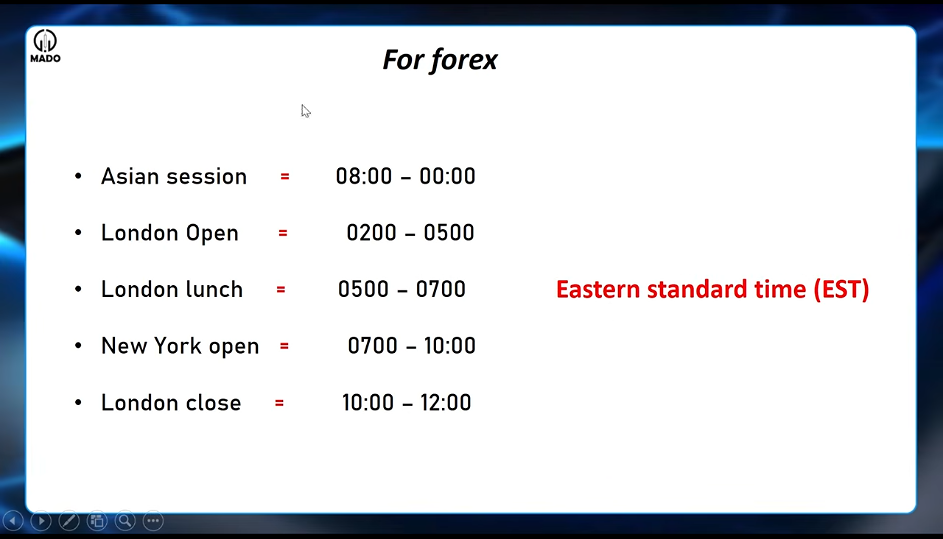 MADO
For forex
• Asian session = 08:00 – 00:00
• London Open = 0200 – 0500
• London lunch = 0500 – 0700
Eastern standard time (EST)
• New York open = 0700 – 10:00
• London close = 10:00 – 12:00